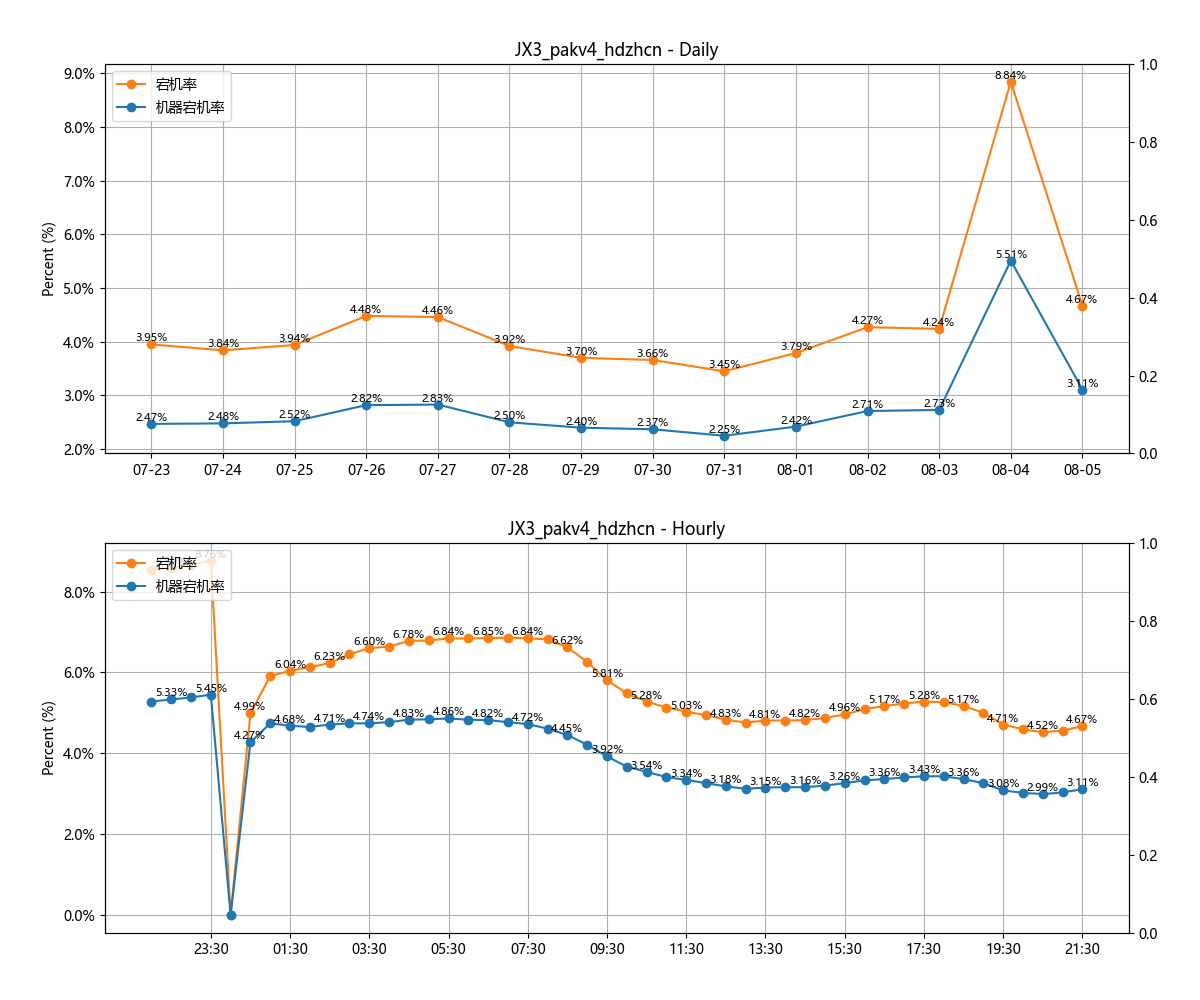 JX3_pakv4_hdzhcn - Daily
宕机率
机器宕机率
Percent (%)
9.0%
8.0%
7.0%
6.0%
5.0%
4.0%
3.0%
2.0%
1.0
0.8
0.6
0.4
0.2
0.0
3.95% 3.84% 3.94% 4.48% 4.46% 3.92% 3.70% 3.66% 3.45% 3.79% 4.27% 4.24% 8.84% 4.67%
2.47% 2.48% 2.52% 2.82% 2.83% 2.50% 2.40% 2.37% 2.25% 2.42% 2.71% 2.73% 5.51% 3.11%
07-23 07-24 07-25 07-26 07-27 07-28 07-29 07-30 07-31 08-01 08-02 08-03 08-04 08-05
JX3_pakv4_hdzhcn - Hourly
宕机率
机器宕机率
Percent (%)
8.0%
6.0%
4.0%
2.0%
0.0%
1.0
0.8
0.6
0.4
0.2
0.0
8.76% 4.99% 6.04% 6.23% 6.60% 6.78% 6.84% 6.85% 6.84% 6.62% 5.81% 5.28% 5.03% 4.83% 4.81% 4.82% 4.96% 5.17% 5.28% 5.17% 4.71% 4.52% 4.67%
5.33% 5.45% 4.27% 4.68% 4.71% 4.74% 4.83% 4.86% 4.82% 4.72% 4.45% 3.92% 3.54% 3.34% 3.18% 3.15% 3.16% 3.26% 3.36% 3.43% 3.36% 3.08% 2.99% 3.11%
23:30 01:30 03:30 05:30 07:30 09:30 11:30 13:30 15:30 17:30 19:30 21:30